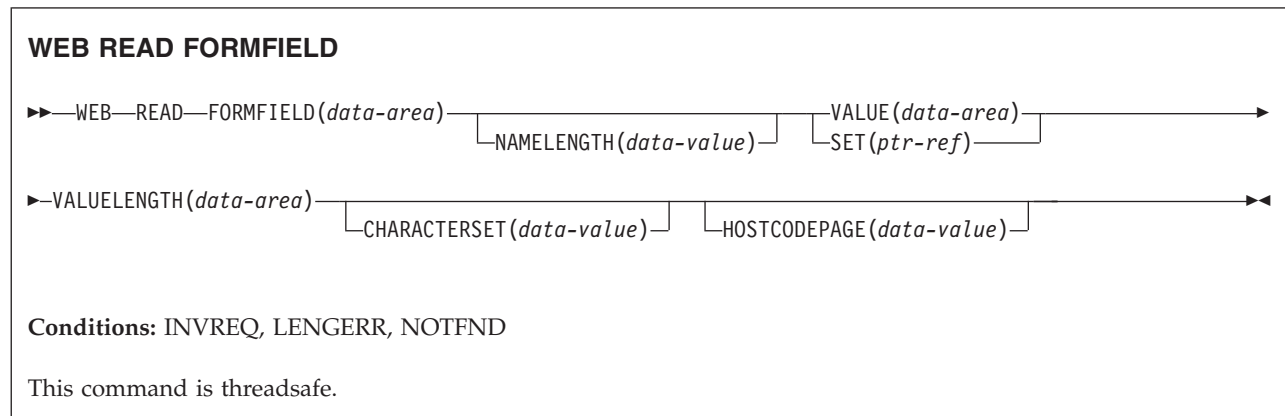 WEB READ FORMFIELD
WEB READ FORMFIELD(data-area) NAMELENGTH(data-value) VALUE(data-area) SET(ptr-ref)
VALUELENGTH(data-area) CHARACTERSET(data-value) HOSTCODEPAGE(data-value)
Conditions: INVREQ, LENGERR, NOTFND
This command is threadsafe.